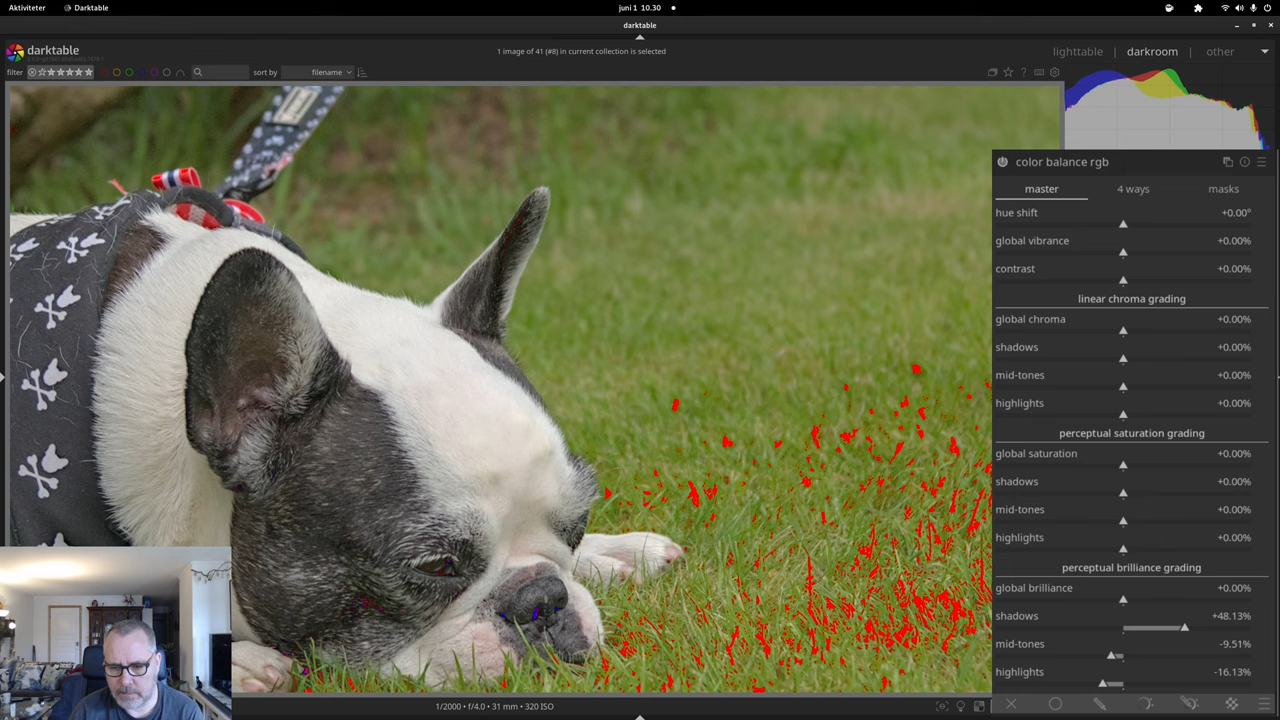 Aktiviteter
Darktable
juni 1 10.30
darktable
darktable
1 image of 41 (#8) in current collection is selected
lighttable | darkroom | other
filter
sort by
filename
color balance rgb
master
4 ways
masks
hue shift +0.00°
global vibrance +0.00%
contrast +0.00%
linear chroma grading
global chroma +0.00%
shadows +0.00%
mid-tones +0.00%
highlights +0.00%
perceptual saturation grading
global saturation +0.00%
shadows +0.00%
mid-tones +0.00%
highlights +0.00%
perceptual brilliance grading
global brilliance +0.00%
shadows +48.13%
mid-tones -9.51%
highlights -16.13%
1/2000 • f/4.0 • 31 mm • 320 ISO